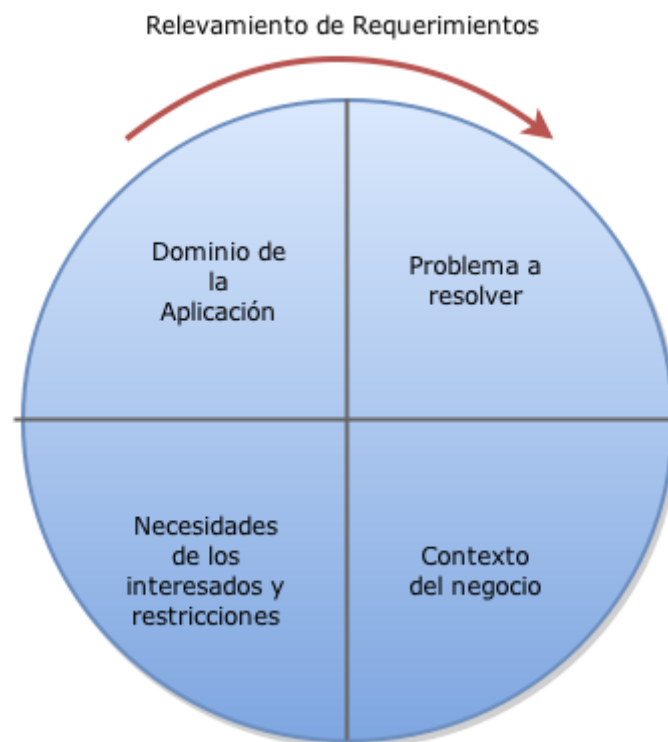 Relevamiento de Requerimientos
Dominio de
la
Aplicación
Problema a
resolver
Necesidades
de los
interesados y
restricciones
Contexto
del negocio